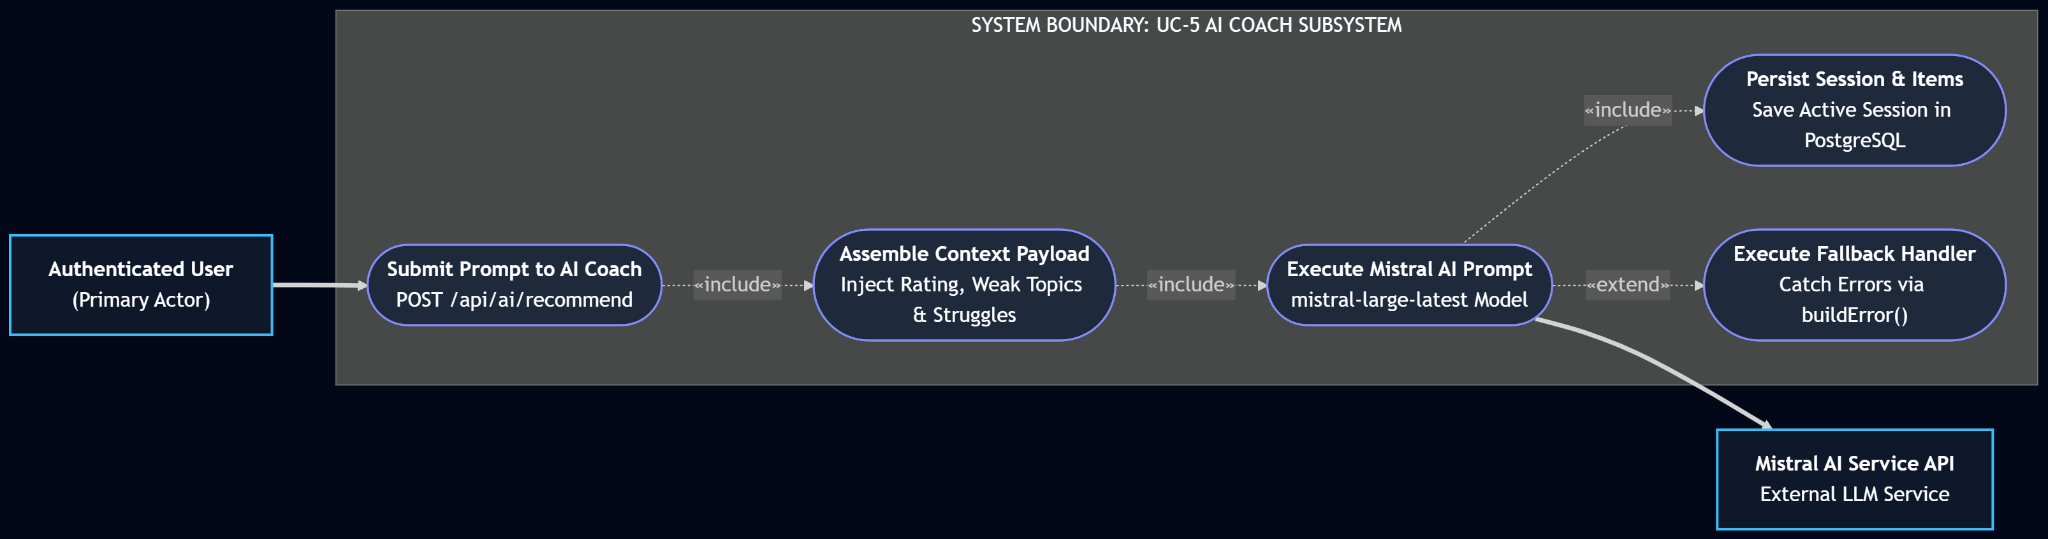 SYSTEM BOUNDARY: UC-5 AI COACH SUBSYSTEM
Authenticated User
(Primary Actor)
Submit Prompt to AI Coach
POST /api/ai/recommend
«include»
Assemble Context Payload
Inject Rating, Weak Topics
& Struggles
«include»
Execute Mistral AI Prompt
mistral-large-latest Model
«include»
Persist Session & Items
Save Active Session in
PostgreSQL
«extend»
Execute Fallback Handler
Catch Errors via
buildError()
Mistral AI Service API
External LLM Service